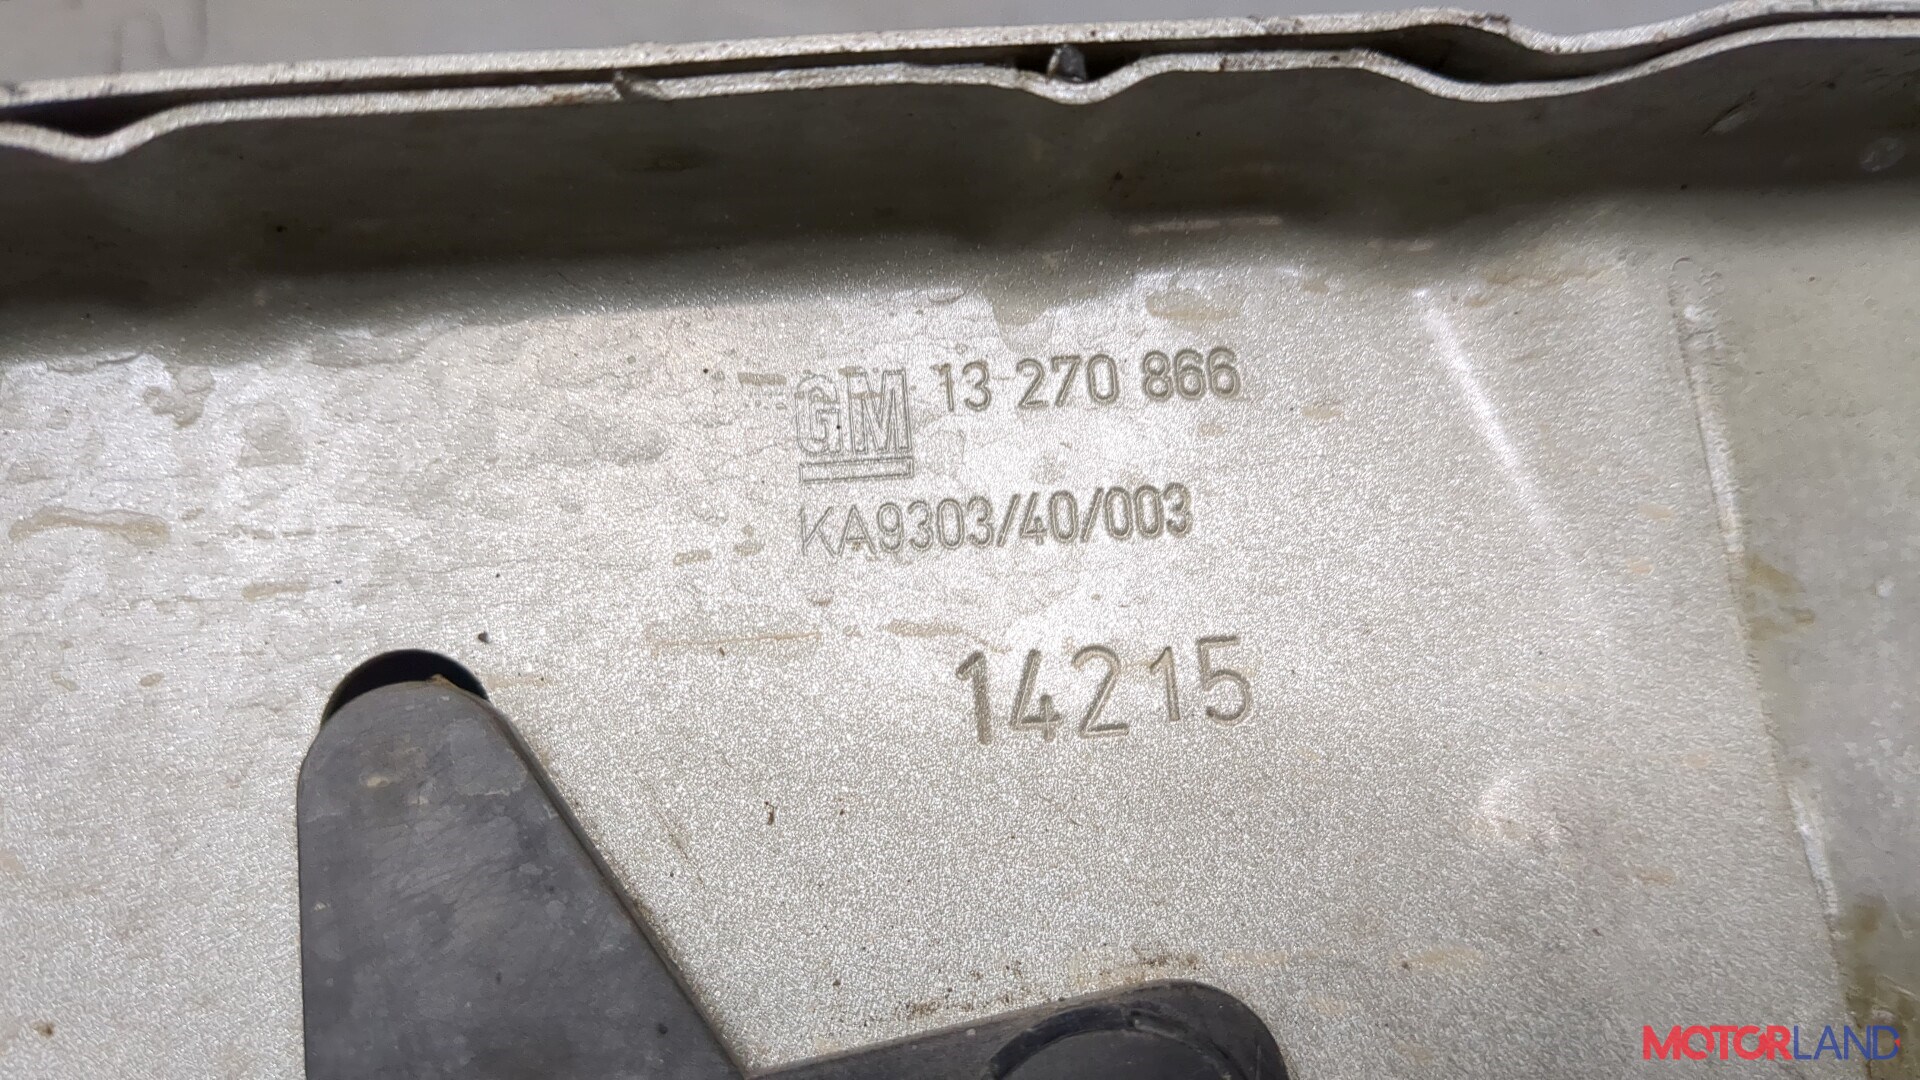 GM 13 270 866
KA9303/40/003
14215
MOTORLAND